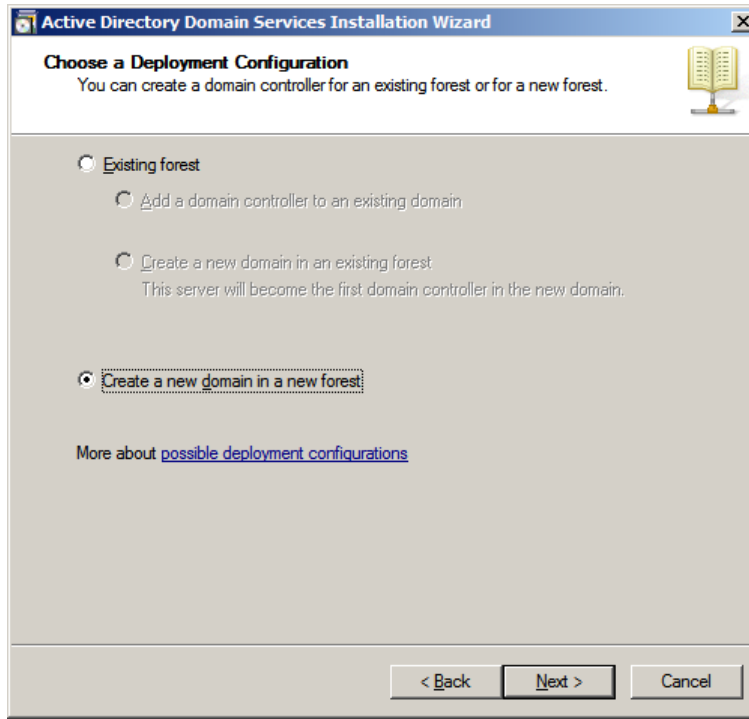 Active Directory Domain Services Installation Wizard
Choose a Deployment Configuration
You can create a domain controller for an existing forest or for a new forest.
Existing forest
Add a domain controller to an existing domain
Create a new domain in an existing forest
This server will become the first domain controller in the new domain.
Create a new domain in a new forest
More about possible deployment configurations
< Back Next > Cancel